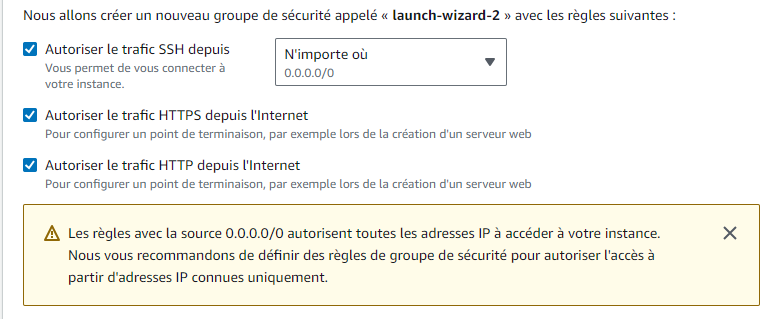 Nous allons créer un nouveau groupe de sécurité appelé « launch-wizard-2 » avec les règles suivantes :
Autoriser le trafic SSH depuis
Vous permet de vous connecter à
votre instance.
N'importe où
0.0.0.0/0
Autoriser le trafic HTTPS depuis l'Internet
Pour configurer un point de terminaison, par exemple lors de la création d'un serveur web
Autoriser le trafic HTTP depuis l'Internet
Pour configurer un point de terminaison, par exemple lors de la création d'un serveur web
Les règles avec la source 0.0.0.0/0 autorisent toutes les adresses IP à accéder à votre instance.
Nous vous recommandons de définir des règles de groupe de sécurité pour autoriser l'accès à
partir d'adresses IP connues uniquement.